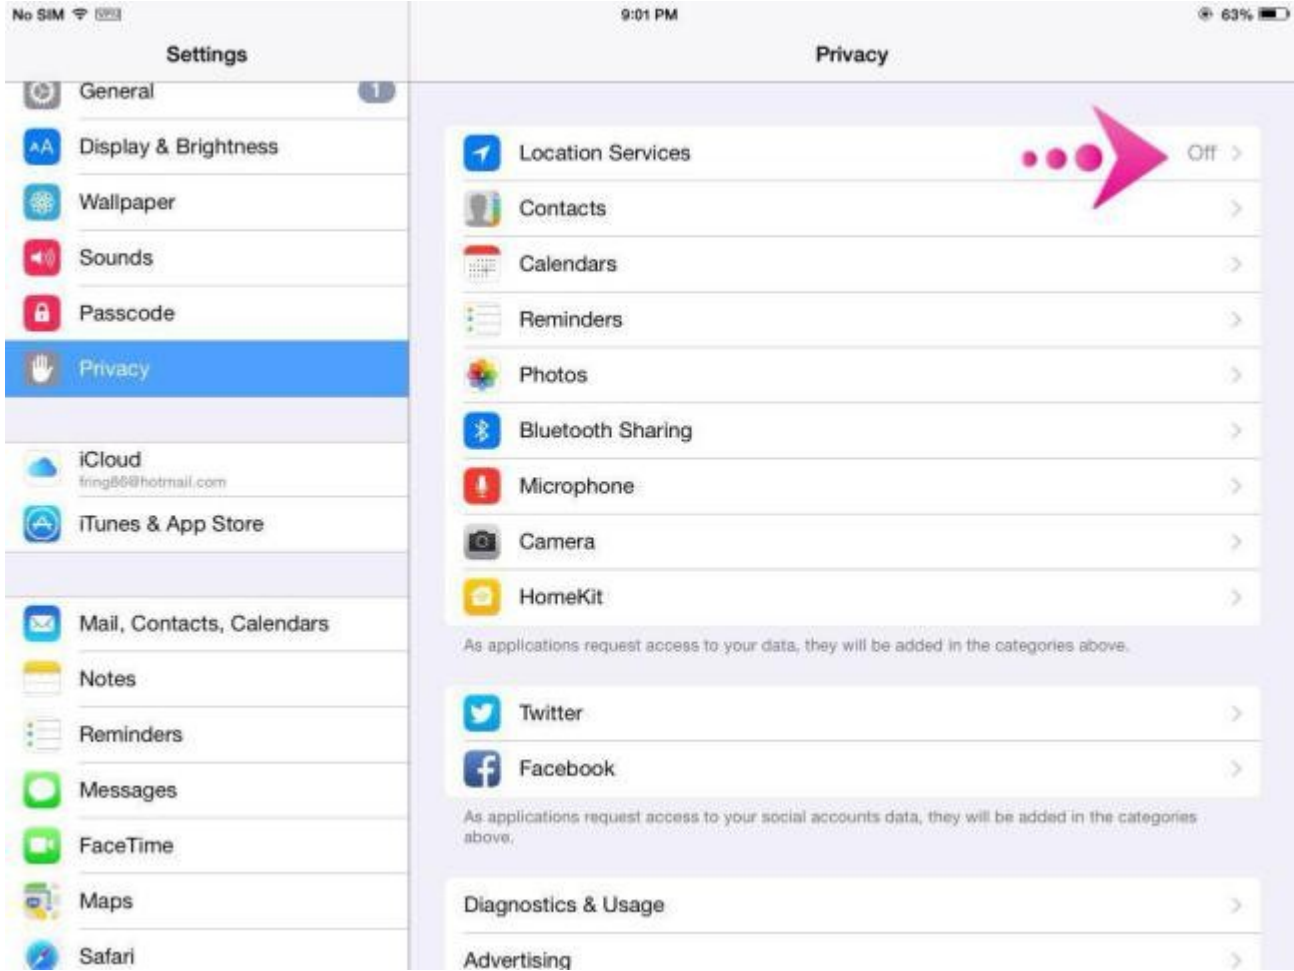 No SIM VPN
9:01 PM
63%
Settings
Privacy
General 1
Display & Brightness
Wallpaper
Sounds
Passcode
Privacy
iCloud
fring86@hotmail.com
iTunes & App Store
Mail, Contacts, Calendars
Notes
Reminders
Messages
FaceTime
Maps
Safari
Location Services Off
Contacts
Calendars
Reminders
Photos
Bluetooth Sharing
Microphone
Camera
HomeKit
As applications request access to your data, they will be added in the categories above.
Twitter
Facebook
As applications request access to your social accounts data, they will be added in the categories
above.
Diagnostics & Usage
Advertising